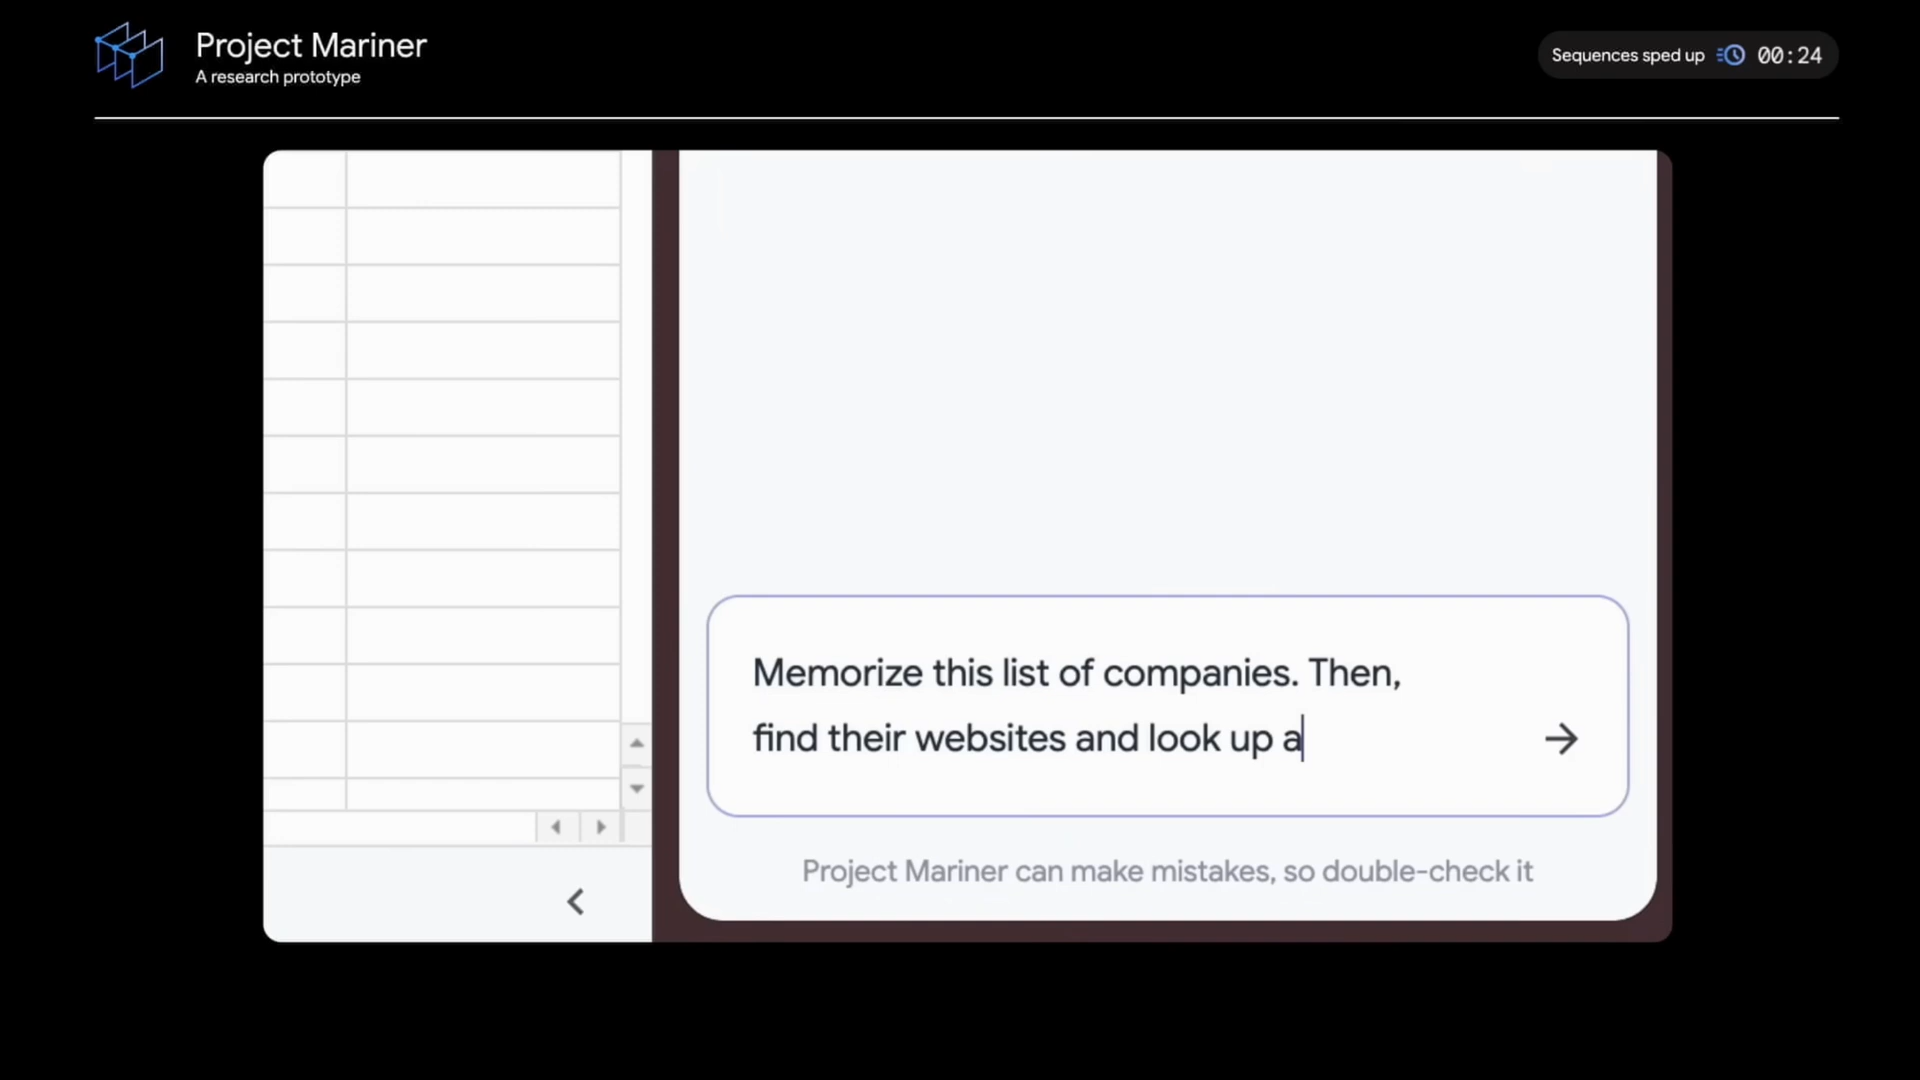 Project Mariner
A research prototype
Sequences sped up 00:24
Memorize this list of companies. Then,
find their websites and look up a
Project Mariner can make mistakes, so double-check it